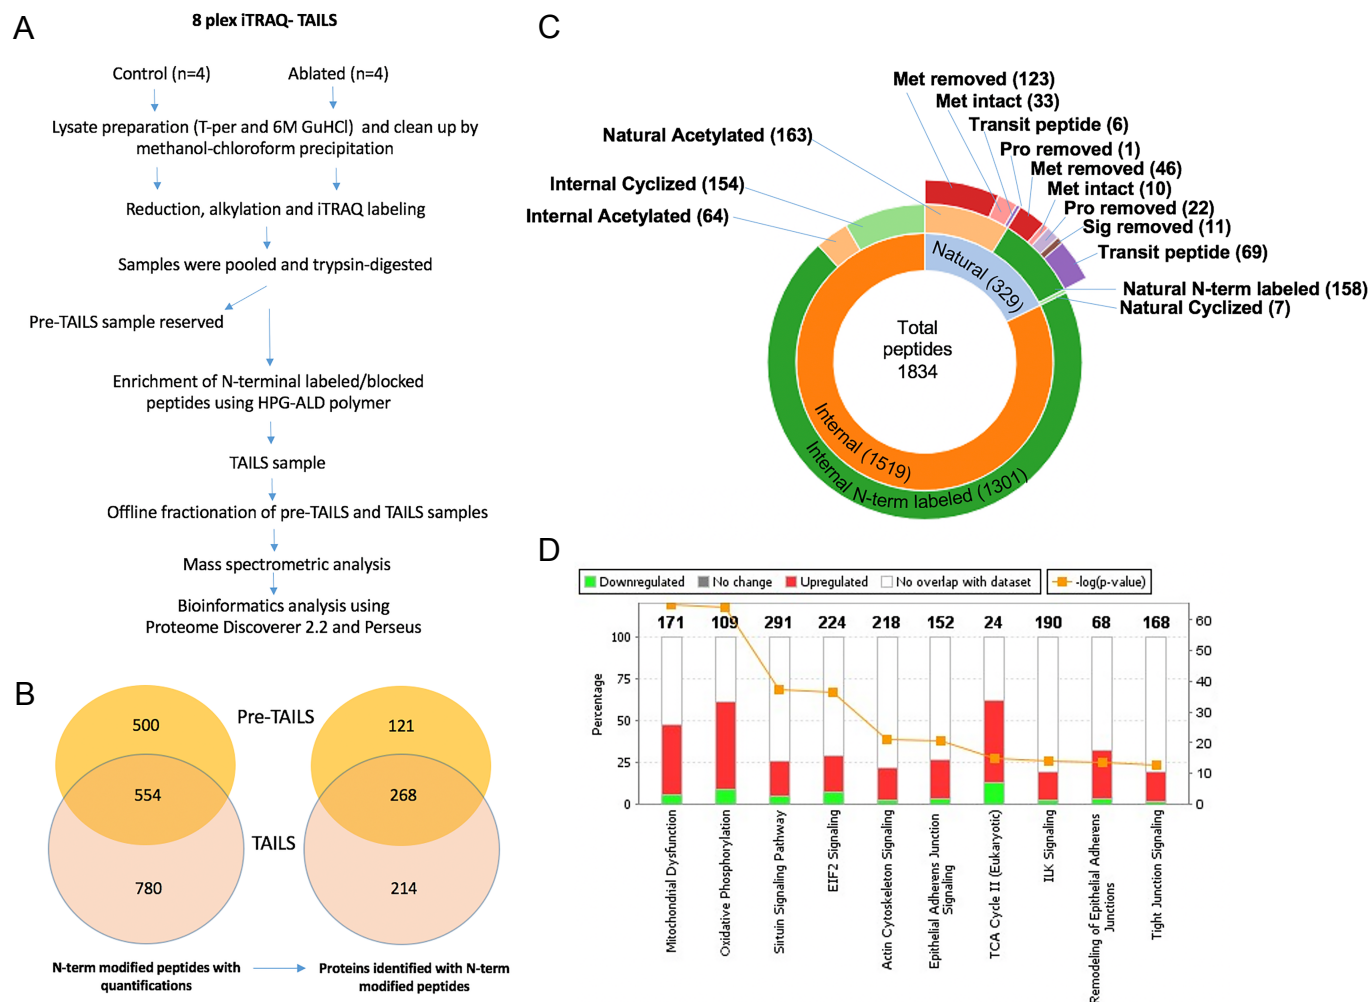 A
8 plex iTRAQ- TAILS
Control (n=4)
Ablated (n=4)
Lysate preparation (T-per and 6M GuHCl)  and clean up by
methanol-chloroform precipitation
Reduction, alkylation and iTRAQ labeling
Samples were pooled and trypsin-digested
Pre-TAILS sample reserved
Enrichment of N-terminal labeled/blocked
peptides using HPG-ALD polymer
TAILS sample
Offline fractionation of pre-TAILS and TAILS samples
Mass spectrometric analysis
Bioinformatics analysis using
Proteome Discoverer 2.2 and Perseus
B
500
Pre-TAILS
121
554
268
TAILS
780
214
N-term modified peptides with
quantifications
Proteins identified with N-term
modified peptides
C
Met removed (123)
Met intact (33)
Transit peptide (6)
Pro removed (1)
Met removed (46)
Met intact (10)
Pro removed (22)
Sig removed (11)
Transit peptide (69)
Natural N-term labeled (158)
Natural Cyclized (7)
Natural Acetylated (163)
Internal Cyclized (154)
Internal Acetylated (64)
Natural (329)
Total
peptides
1834
Internal (1519)
Internal N-term labeled (1301)
D
Downregulated
No change
Upregulated
No overlap with dataset
-log(p-value)
171
109
291
224
218
152
24
190
68
168
Percentage
100
75
50
25
0
60
50
40
30
20
10
0
Mitochondrial Dysfunction
Oxidative Phosphorylation
Sirtuin Signaling Pathway
EIF2 Signaling
Actin Cytoskeleton Signaling
Epithelial Adherens Junction
Signaling
TCA Cycle II (Eukaryotic)
ILK Signaling
Remodeling of Epithelial Adherens
Junctions
Tight Junction Signaling